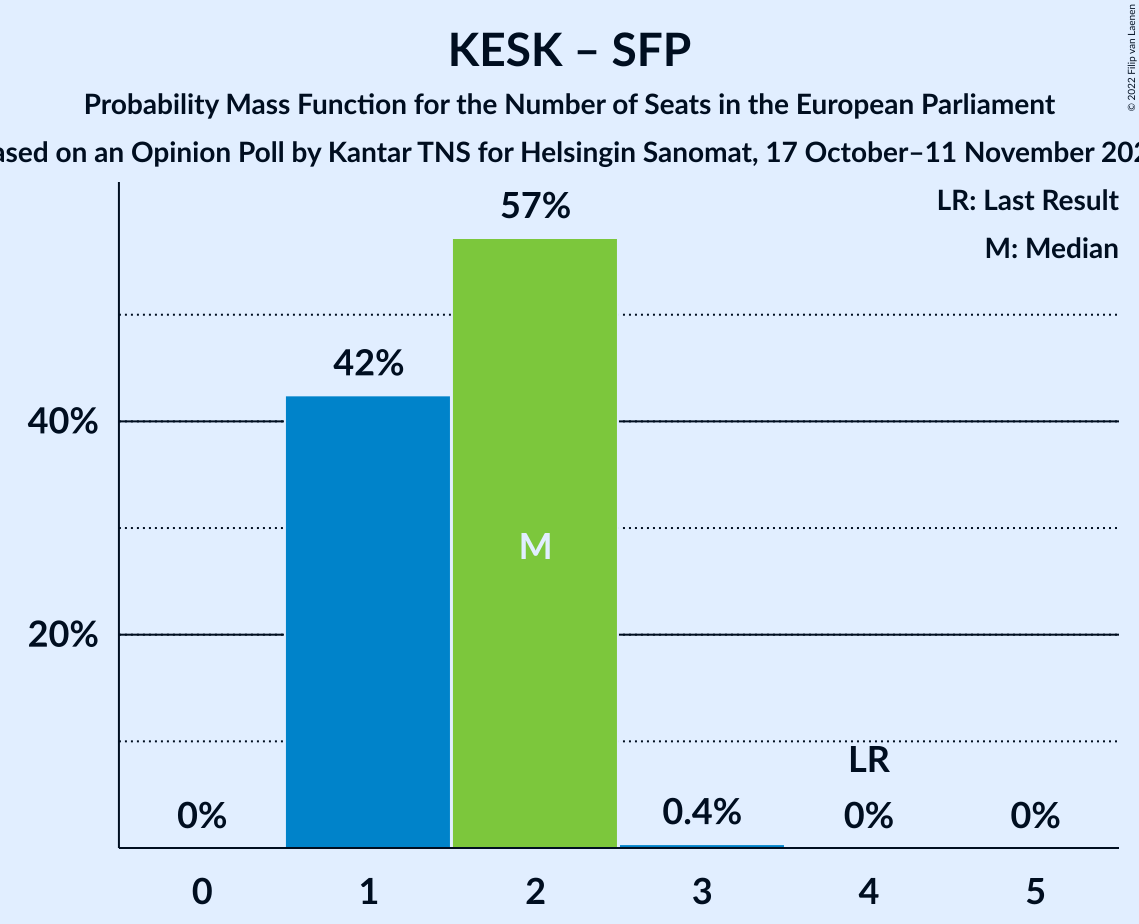 KESK – SFP
Probability Mass Function for the Number of Seats in the European Parliament
on an Opinion Poll by Kantar TNS for Helsingin Sanomat, 17 October–11 November
© 2022 Filip van Laenen
LR: Last Result
M: Median
57%
42%
40%
M
20%
LR
0%
0.4%
0%
0%
0
1
2
3
4
5